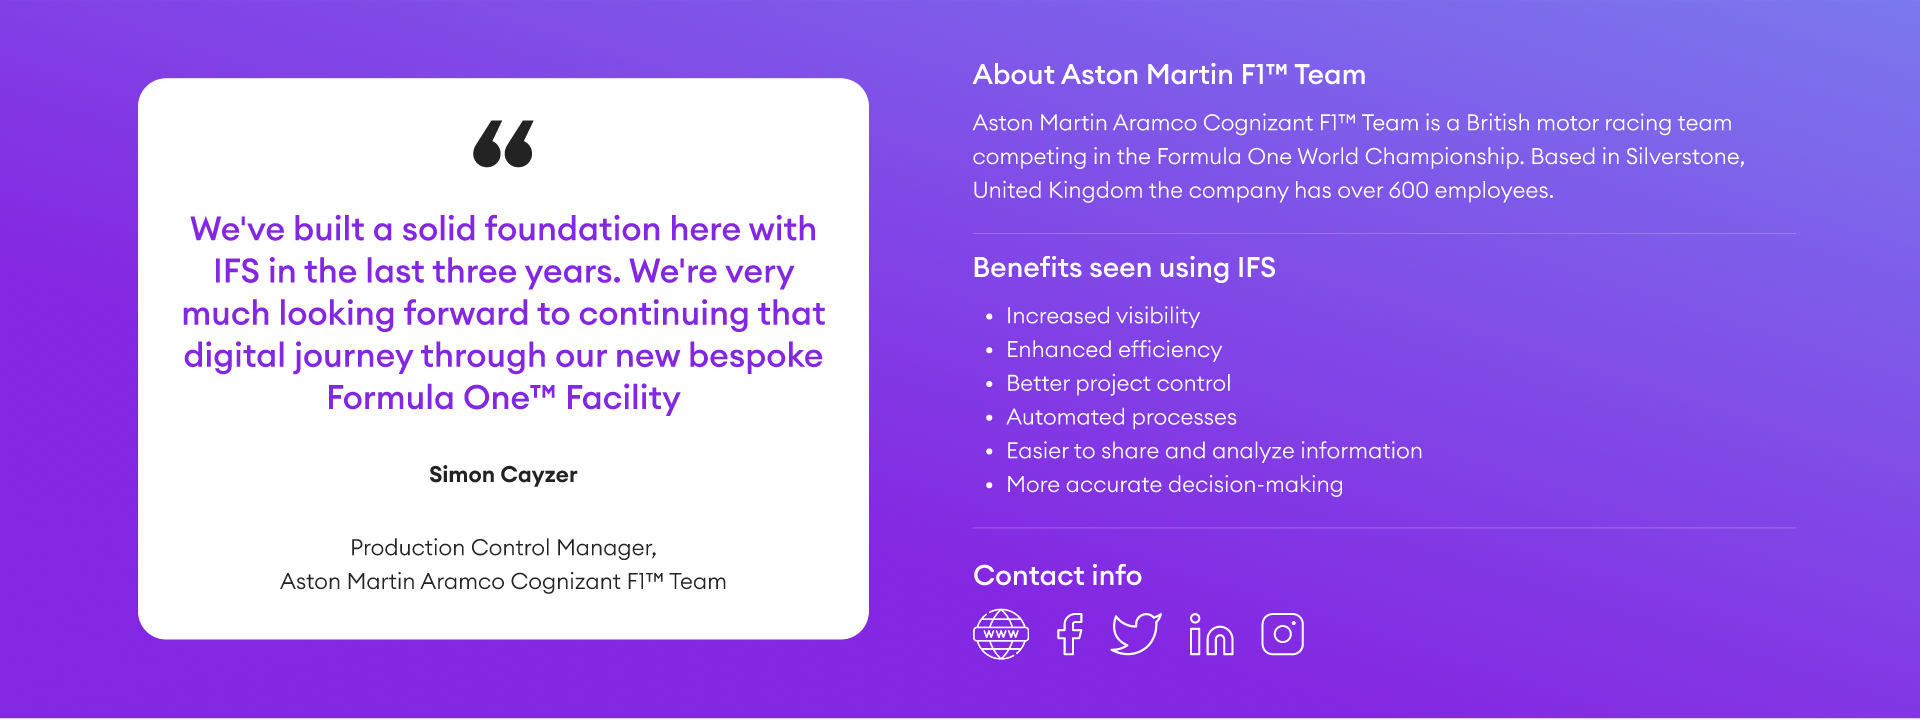 “
We've built a solid foundation here with
IFS in the last three years. We're very
much looking forward to continuing that
digital journey through our new bespoke
Formula One™ Facility
Simon Cayzer
Production Control Manager,
Aston Martin Aramco Cognizant F1™ Team
About Aston Martin F1™ Team
Aston Martin Aramco Cognizant F1™ Team is a British motor racing team
competing in the Formula One World Championship. Based in Silverstone,
United Kingdom the company has over 600 employees.
Benefits seen using IFS
• Increased visibility
• Enhanced efficiency
• Better project control
• Automated processes
• Easier to share and analyze information
• More accurate decision-making
Contact info
WWW